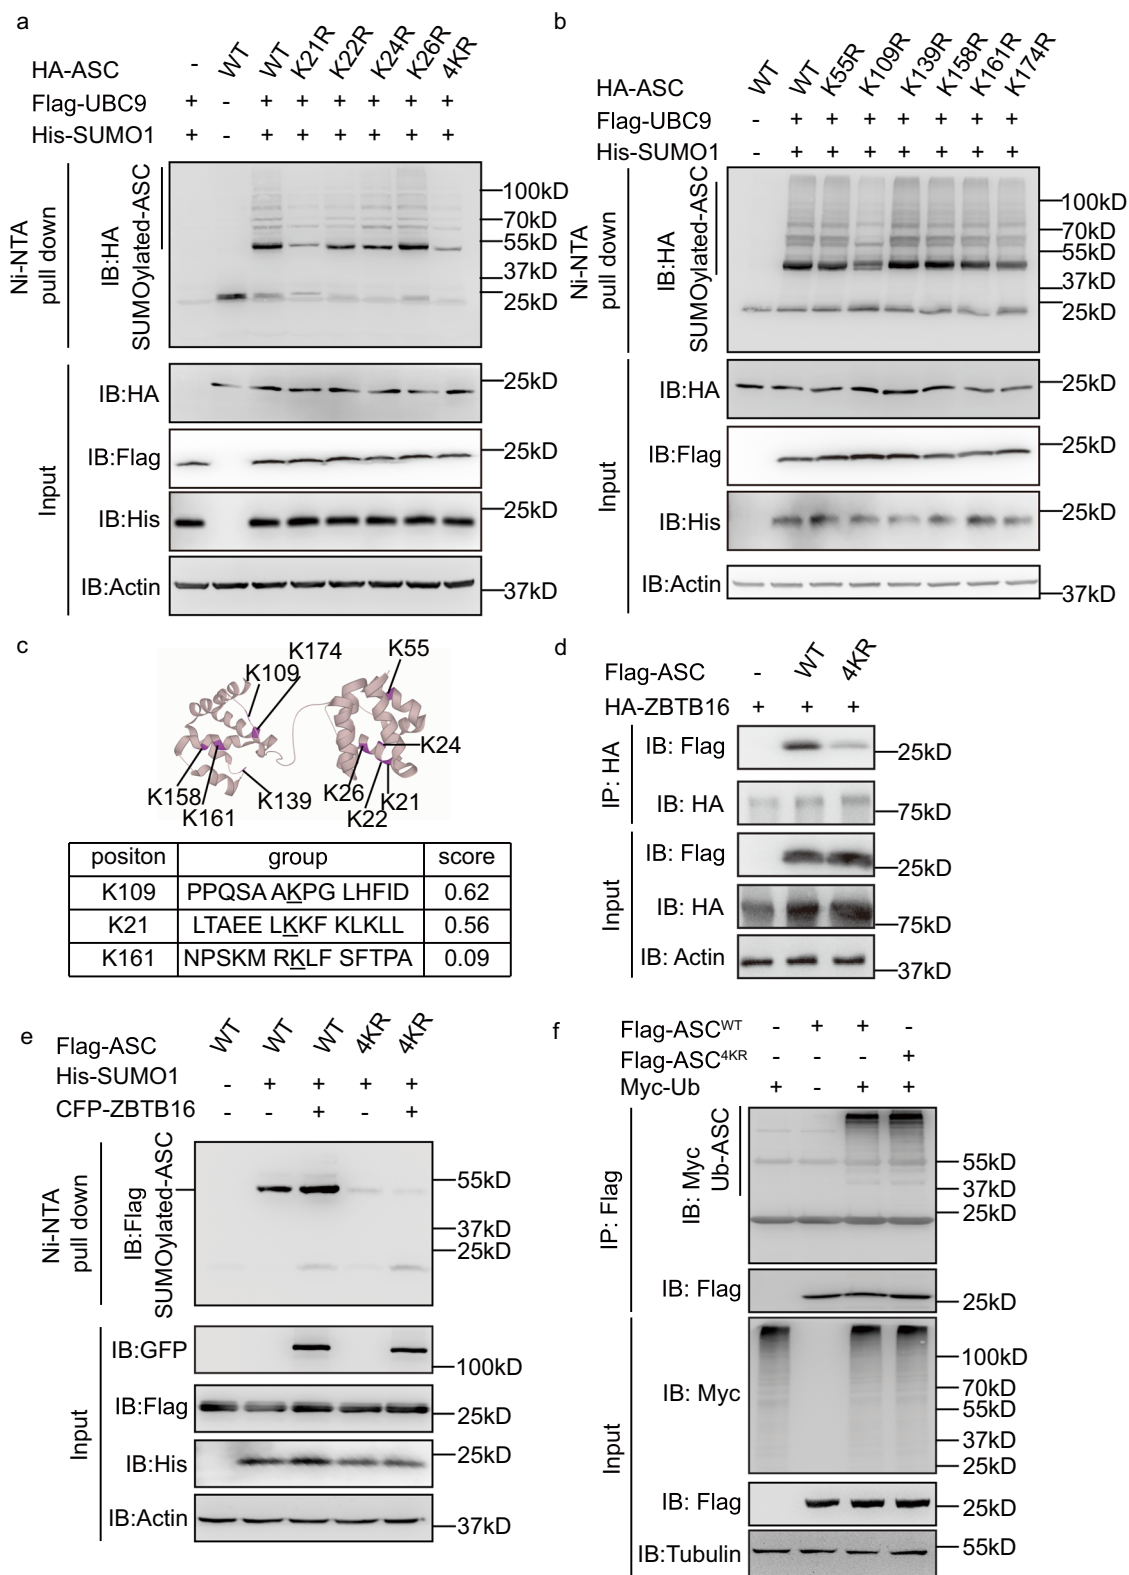 a
HA-ASC - WT WT K21R K22R K24R K26R 4KR
Flag-UBC9 + - + + + + + +
His-SUMO1 + - + + + + + +
Ni-NTA pull down
IB:HA SUMOylated-ASC
100kD
70kD
55kD
37kD
25kD
Input
IB:HA 25kD
IB:Flag 25kD
IB:His 25kD
IB:Actin 37kD
b
HA-ASC WT WT K55R K109R K139R K158R K161R K174R
Flag-UBC9 - + + + + + + +
His-SUMO1 - + + + + + + +
Ni-NTA pull down
IB:HA SUMOylated-ASC
100kD
70kD
55kD
37kD
25kD
Input
IB:HA 25kD
IB:Flag 25kD
IB:His 25kD
IB:Actin 37kD
c
K174 K55
K109
K24
K158 K26 K21
K161 K139 K22
positon group score
K109 PPQSA AKPG LHFID 0.62
K21 LTAEE LKKF KLKLL 0.56
K161 NPSKM RKLF SFTPA 0.09
d
Flag-ASC - WT 4KR
HA-ZBTB16 + + +
IP: HA
IB: Flag 25kD
IB: HA 75kD
Input
IB: Flag 25kD
IB: HA 75kD
IB: Actin 37kD
e
Flag-ASC WT WT WT 4KR 4KR
His-SUMO1 - + + + +
CFP-ZBTB16 - - + - +
Ni-NTA pull down
IB:Flag SUMOylated-ASC
55kD
37kD
25kD
Input
IB:GFP 100kD
IB:Flag 25kD
IB:His 25kD
IB:Actin 37kD
f
Flag-ASCWT - + + -
Flag-ASC4KR - - - +
Myc-Ub + - + +
IP: Flag
IB: Myc Ub-ASC
55kD
37kD
25kD
IB: Flag 25kD
Input
IB: Myc
100kD
70kD
55kD
37kD
25kD
IB: Flag 25kD
IB:Tubulin 55kD